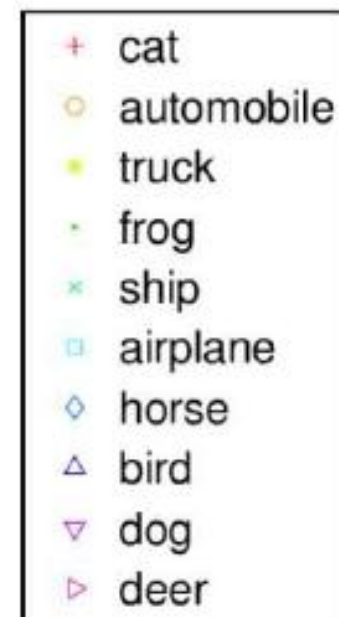 cat
automobile
truck
frog
ship
airplane
horse
bird
dog
deer